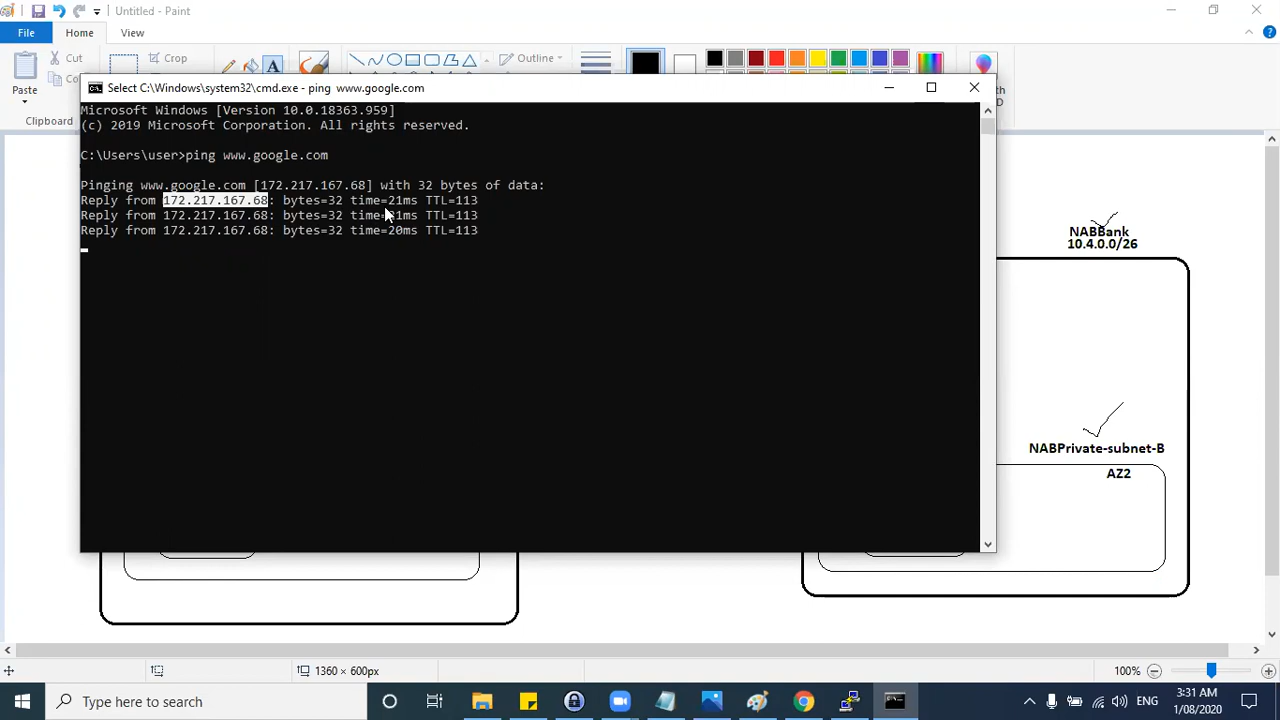 Untitled - Paint
File
Home
View
Paste
Cut
Crop
Outline
Clipboard
Select C:\Windows\system32\cmd.exe - ping  www.google.com
Microsoft Windows [Version 10.0.18363.959]
(c) 2019 Microsoft Corporation. All rights reserved.
C:\Users\user>ping www.google.com
Pinging www.google.com [172.217.167.68] with 32 bytes of data:
Reply from 172.217.167.68: bytes=32 time=21ms TTL=113
Reply from 172.217.167.68: bytes=32 time=21ms TTL=113
Reply from 172.217.167.68: bytes=32 time=20ms TTL=113
NABBank
10.4.0.0/26
NABPrivate-subnet-B
AZ2
1360 × 600px
100%
Type here to search
ENG
3:31 AM
1/08/2020